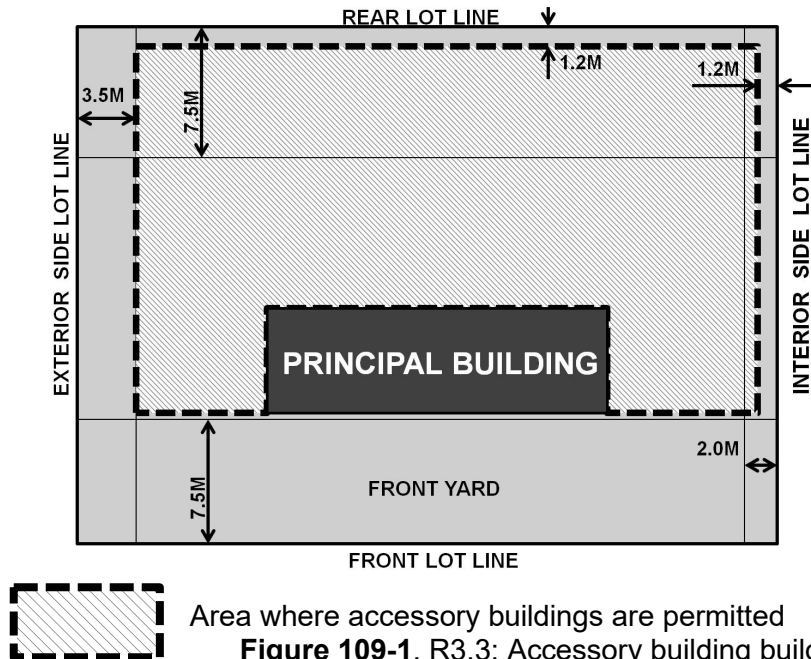 REAR LOT LINE
1.2M
1.2M
3.5M
7.5M
EXTERIOR SIDE LOT LINE
INTERIOR SIDE LOT LINE
PRINCIPAL BUILDING
2.0M
7.5M
FRONT YARD
FRONT LOT LINE
Area where accessory buildings are permitted
Figure 109-1. R3.3: Accessory building buil